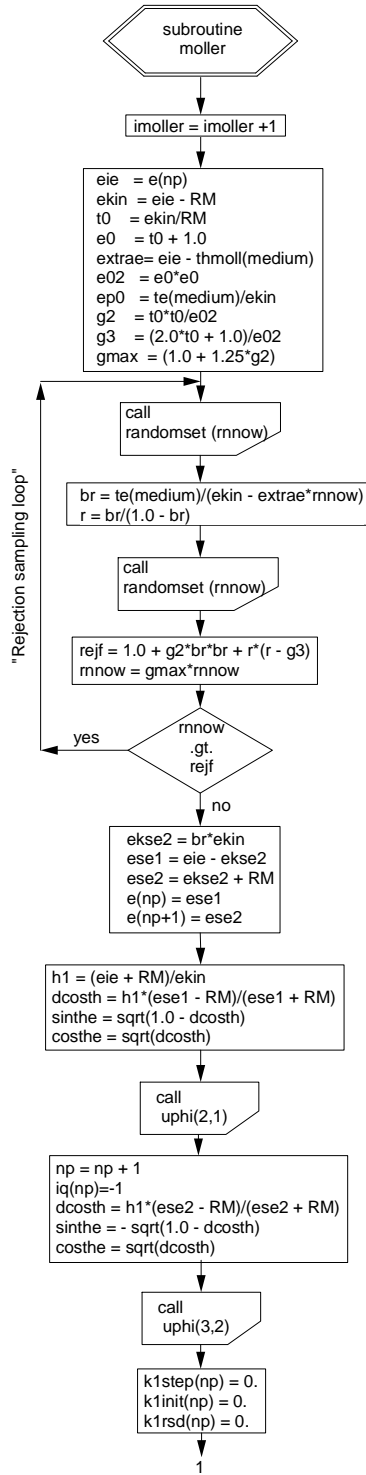 subroutine
moller
imoller = imoller +1
eie = e(np)
ekin = eie - RM
t0 = ekin/RM
e0 = t0 + 1.0
extrae= eie - thmoll(medium)
e02 = e0*e0
ep0 = te(medium)/ekin
g2 = t0*t0/e02
g3 = (2.0*t0 + 1.0)/e02
gmax = (1.0 + 1.25*g2)
"Rejection sampling loop"
call
randomset (rnnow)
br = te(medium)/(ekin - extrae*rnnow)
r = br/(1.0 - br)
call
randomset (rnnow)
rejf = 1.0 + g2*br*br + r*(r - g3)
rnnow = gmax*rnnow
rnnow
.gt.
rejf
yes
no
ekse2 = br*ekin
ese1 = eie - ekse2
ese2 = ekse2 + RM
e(np) = ese1
e(np+1) = ese2
h1 = (eie + RM)/ekin
dcosth = h1*(ese1 - RM)/(ese1 + RM)
sinthe = sqrt(1.0 - dcosth)
costhe = sqrt(dcosth)
call
uphi(2,1)
np = np + 1
iq(np)=-1
dcosth = h1*(ese2 - RM)/(ese2 + RM)
sinthe = - sqrt(1.0 - dcosth)
costhe = sqrt(dcosth)
call
uphi(3,2)
k1step(np) = 0.
k1init(np) = 0.
k1rsd(np) = 0.
1